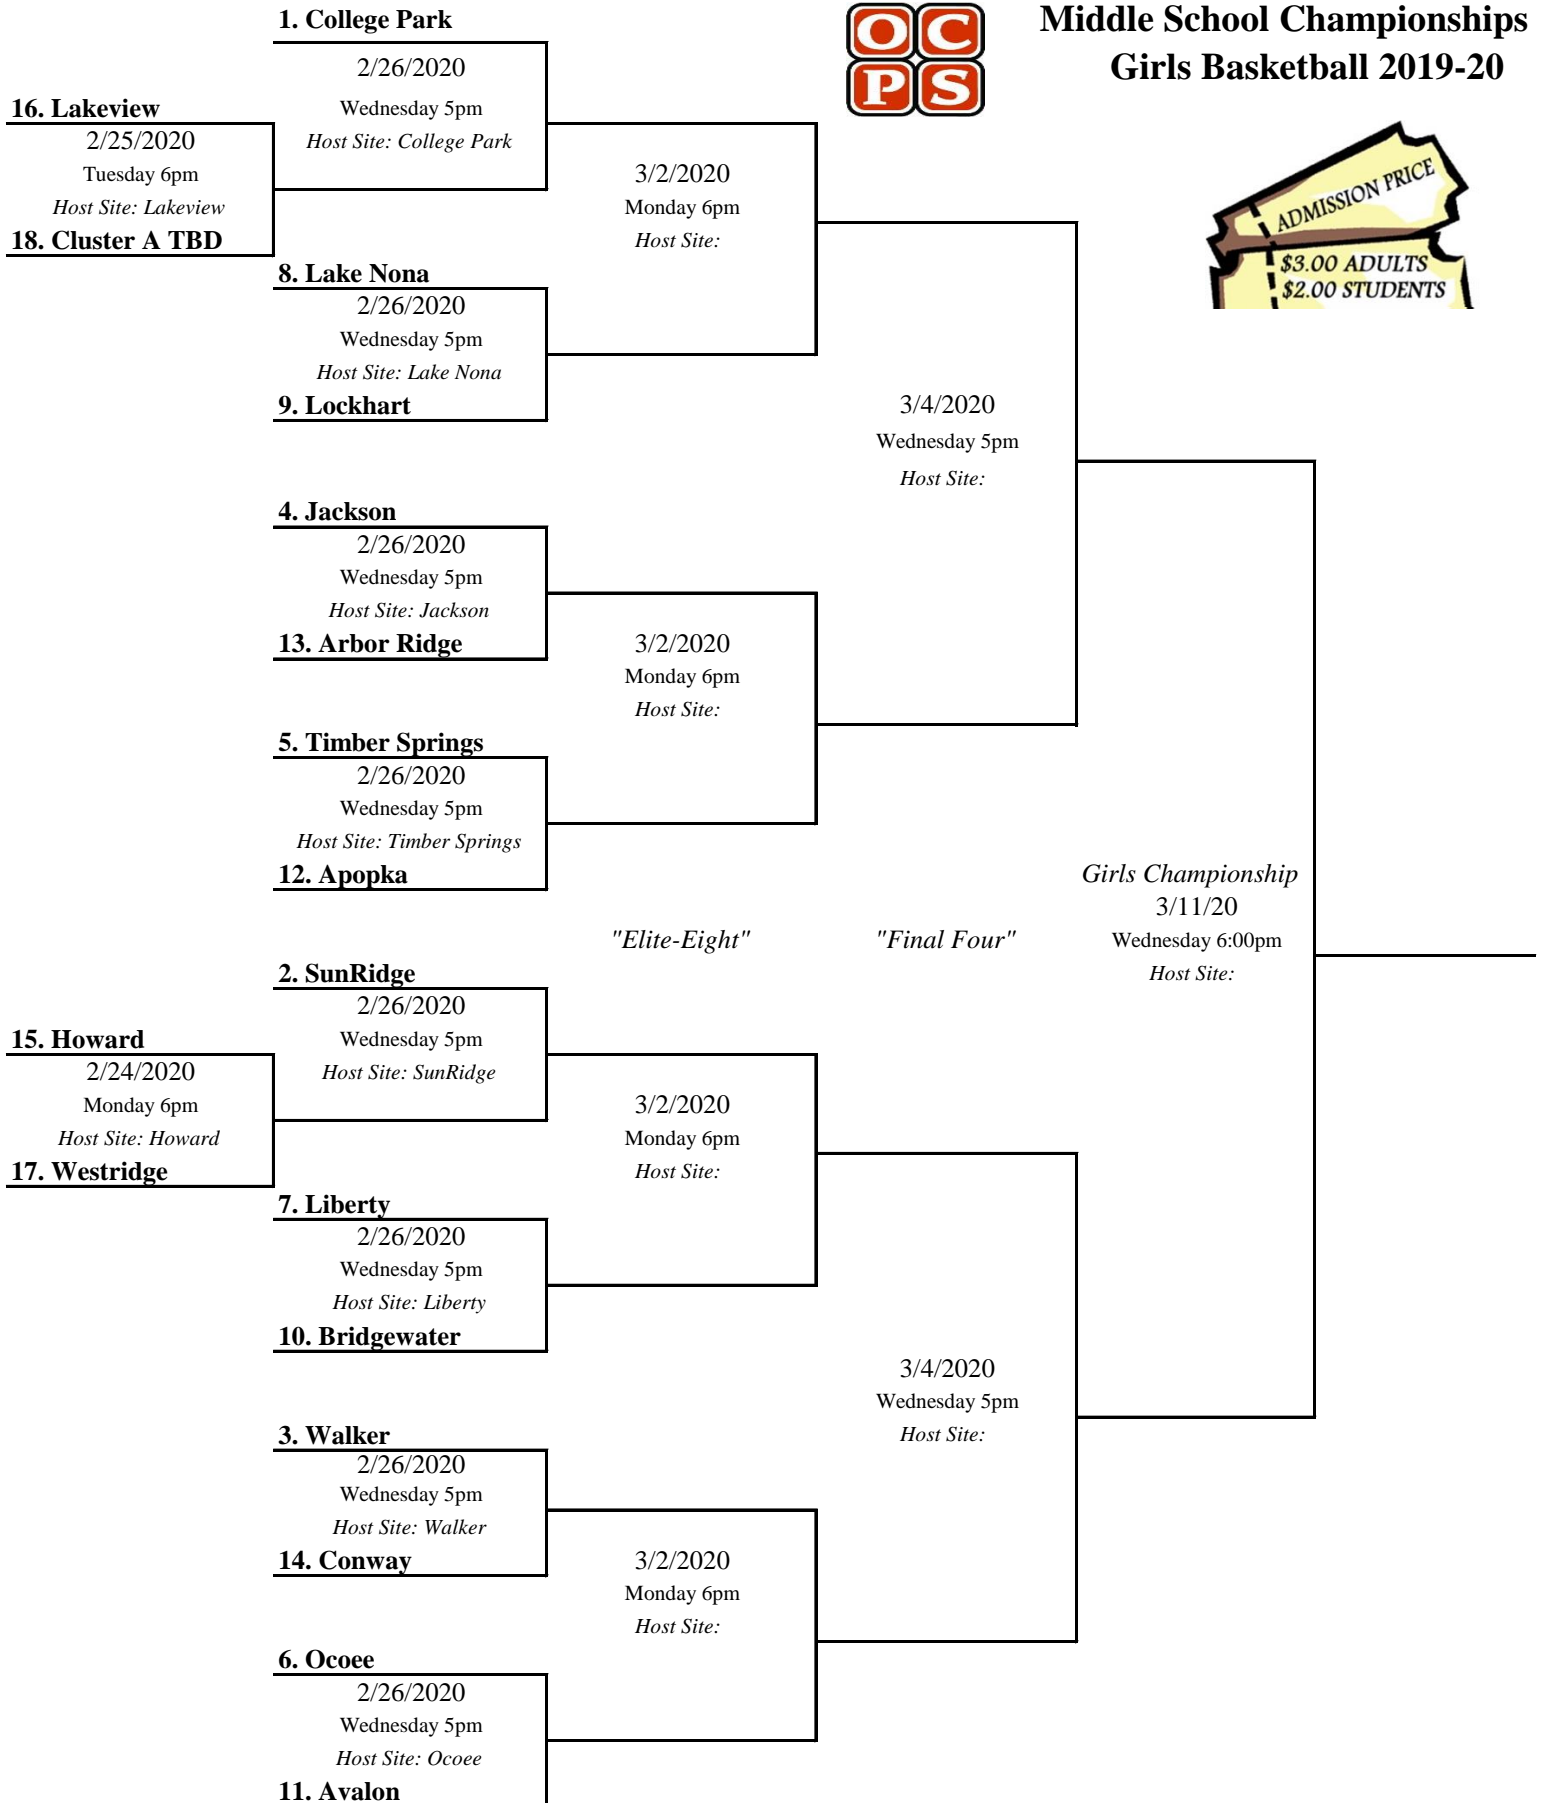 1. College Park
Middle School Championships
Girls Basketball 2019-20
OC
PS
2/26/2020
Wednesday 5pm
Host Site: College Park
16. Lakeview
2/25/2020
Tuesday 6pm
Host Site: Lakeview
18. Cluster A TBD
3/2/2020
Monday 6pm
Host Site:
ADMISSION PRICE
$3.00 ADULTS
$2.00 STUDENTS
8. Lake Nona
2/26/2020
Wednesday 5pm
Host Site: Lake Nona
9. Lockhart
3/4/2020
Wednesday 5pm
Host Site:
4. Jackson
2/26/2020
Wednesday 5pm
Host Site: Jackson
13. Arbor Ridge
3/2/2020
Monday 6pm
Host Site:
5. Timber Springs
2/26/2020
Wednesday 5pm
Host Site: Timber Springs
12. Apopka
Girls Championship
3/11/20
Wednesday 6:00pm
Host Site:
"Elite-Eight"
"Final Four"
2. SunRidge
2/26/2020
Wednesday 5pm
Host Site: SunRidge
15. Howard
2/24/2020
Monday 6pm
Host Site: Howard
17. Westridge
3/2/2020
Monday 6pm
Host Site:
7. Liberty
2/26/2020
Wednesday 5pm
Host Site: Liberty
10. Bridgewater
3/4/2020
Wednesday 5pm
Host Site:
3. Walker
2/26/2020
Wednesday 5pm
Host Site: Walker
14. Conway
3/2/2020
Monday 6pm
Host Site:
6. Ocoee
2/26/2020
Wednesday 5pm
Host Site: Ocoee
11. Avalon